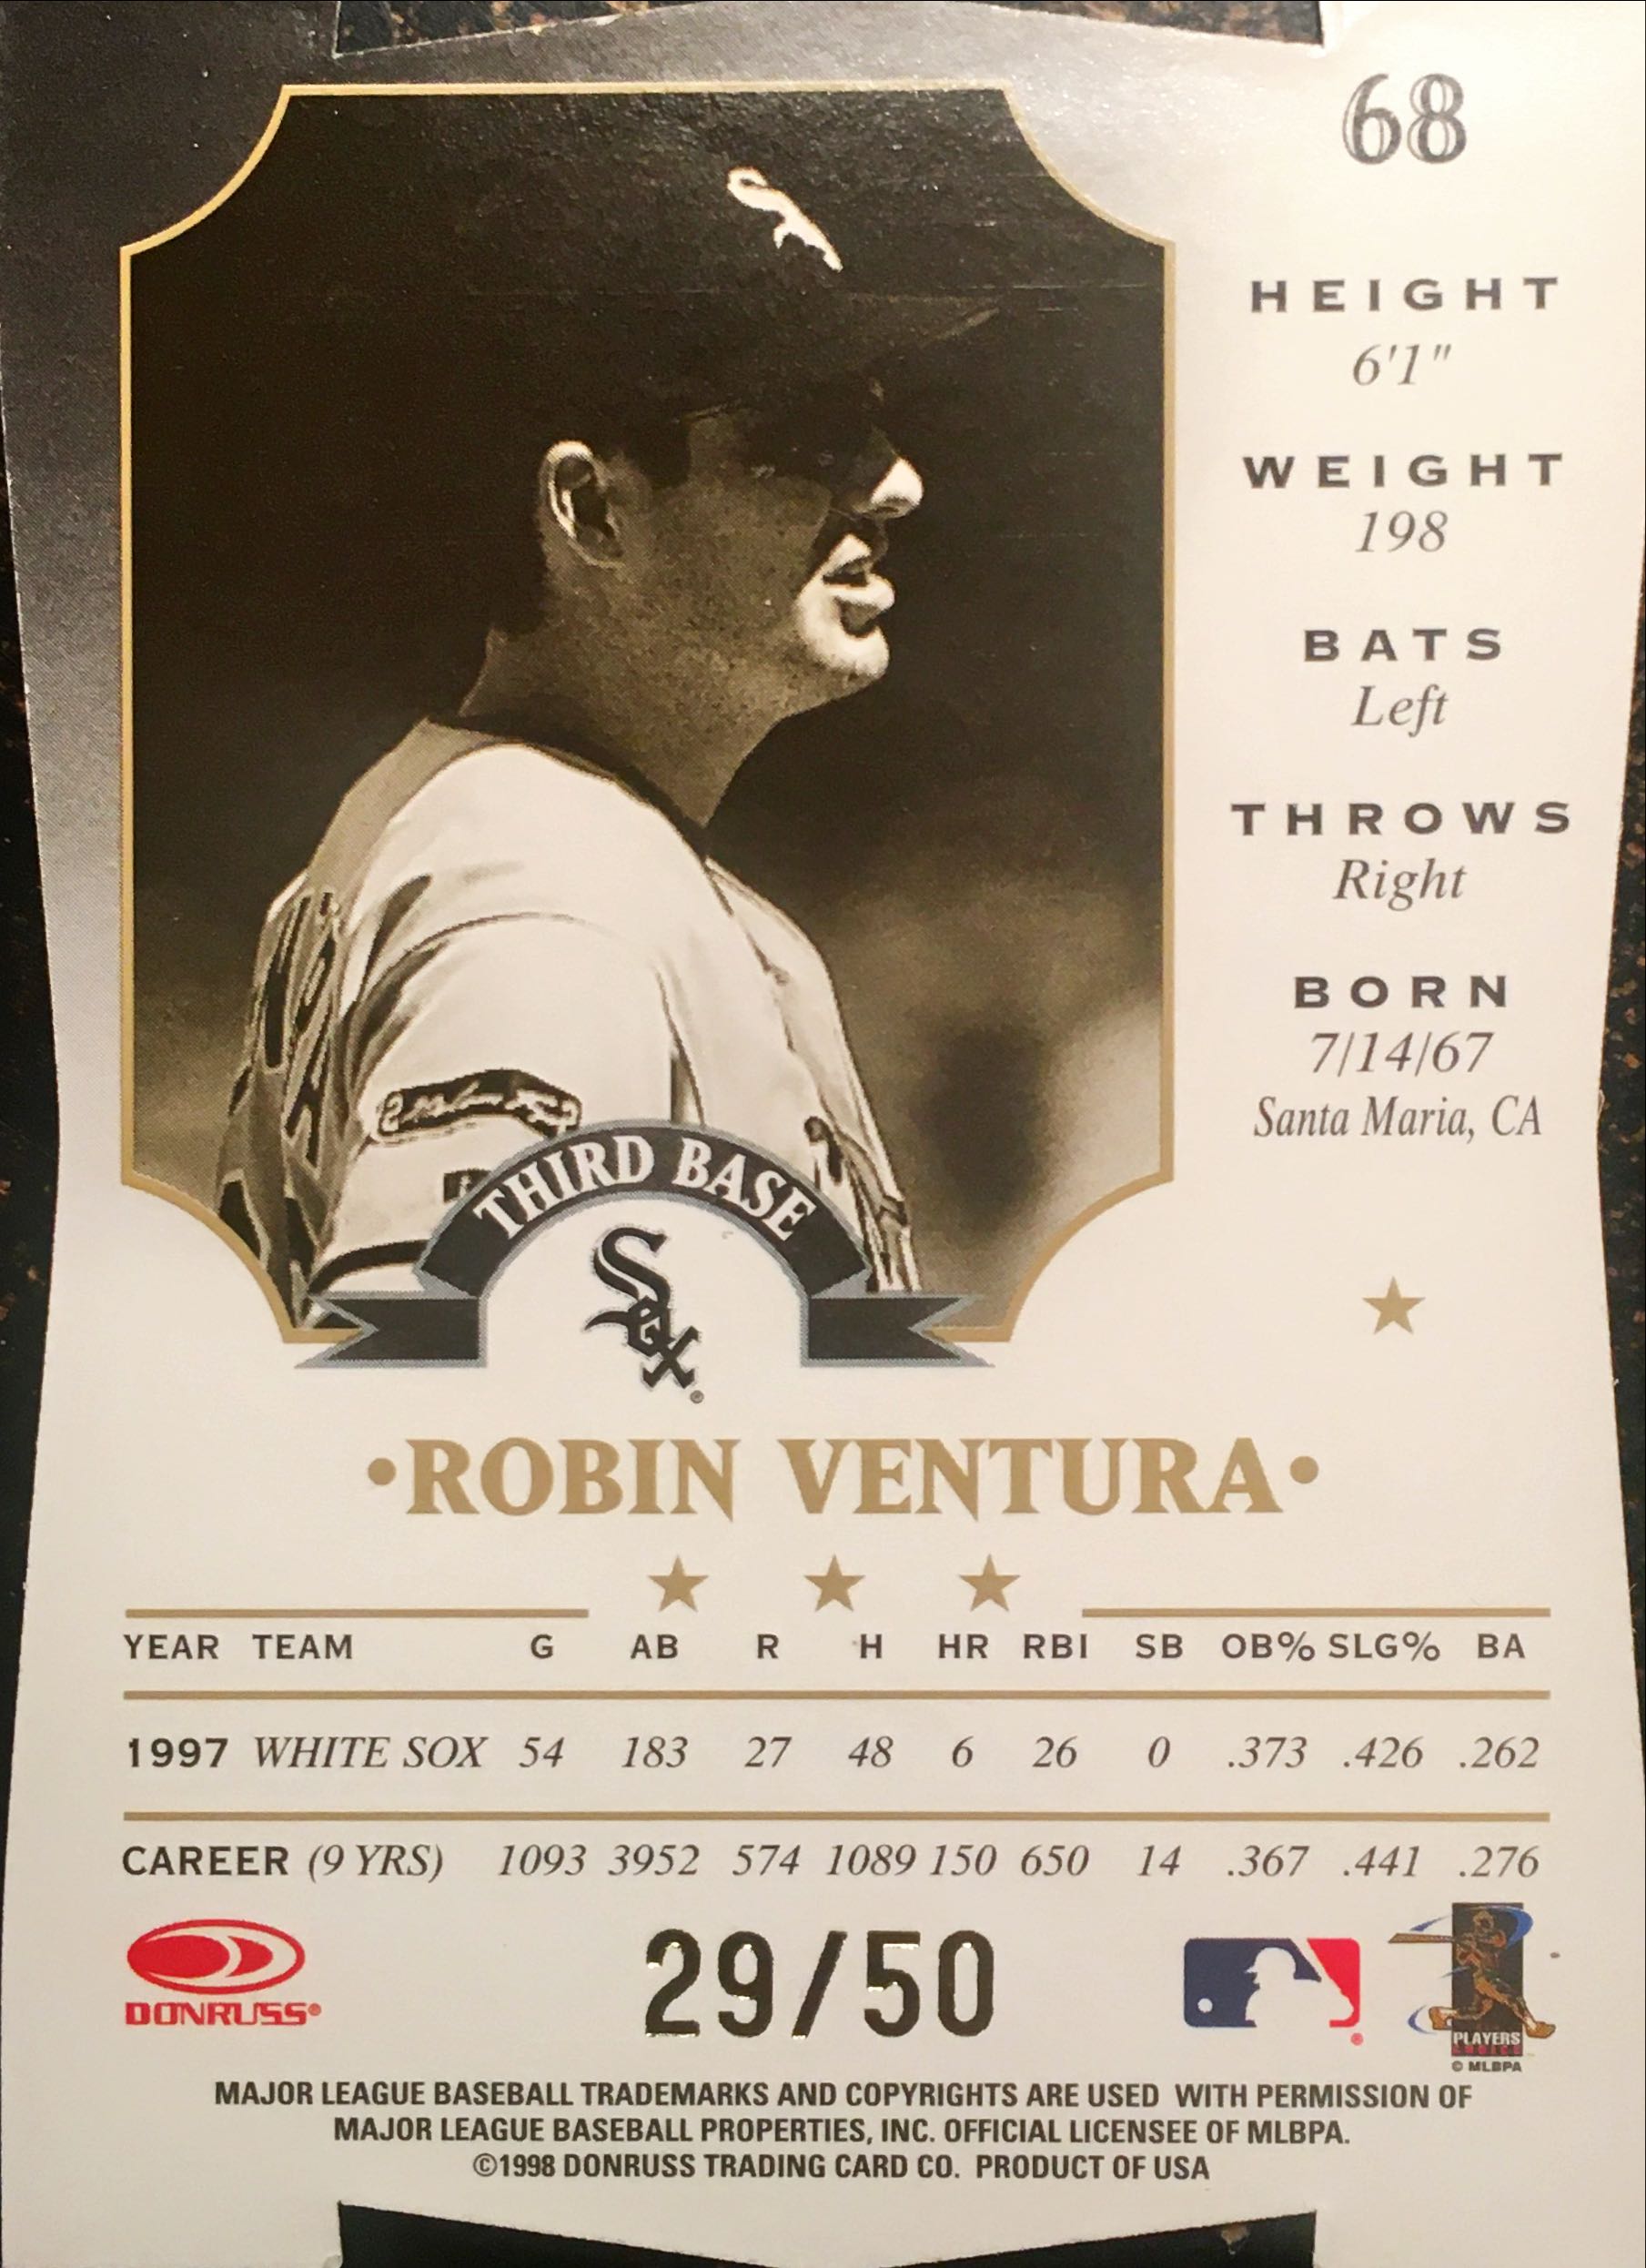 68
HEIGHT
6'1"
WEIGHT
198
BATS
Left
THROWS
Right
BORN
7/14/67
Santa Maria, CA
THIRD BASE
Sox®
•ROBIN VENTURA•
YEAR TEAM G AB R H HR RBI SB OB% SLG% BA
1997 WHITE SOX 54 183 27 48 6 26 0 .373 .426 .262
CAREER (9 YRS) 1093 3952 574 1089 150 650 14 .367 .441 .276
DONRUSS®
29/50
PLAYERS
CHOICE
© MLBPA
MAJOR LEAGUE BASEBALL TRADEMARKS AND COPYRIGHTS ARE USED WITH PERMISSION OF
MAJOR LEAGUE BASEBALL PROPERTIES, INC. OFFICIAL LICENSEE OF MLBPA.
©1998 DONRUSS TRADING CARD CO. PRODUCT OF USA